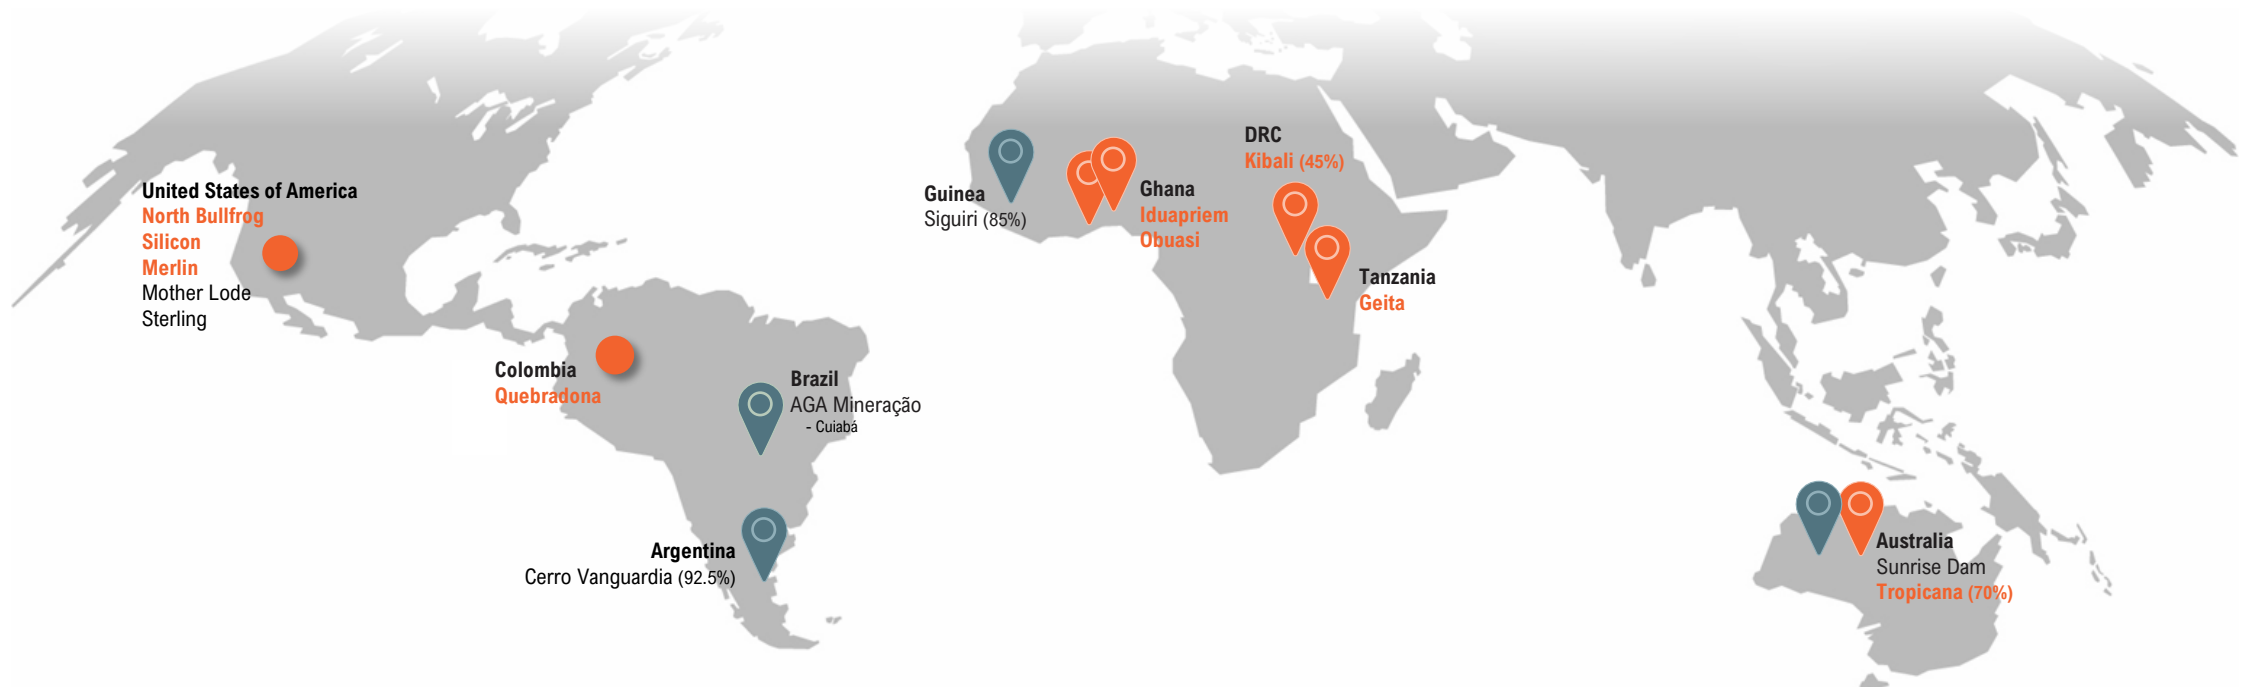 United States of America
North Bullfrog
Silicon
Merlin
Mother Lode
Sterling
Colombia
Quebradona
Brazil
AGA Mineração
- Cuiabá
Argentina
Cerro Vanguardia (92.5%)
Guinea
Siguiri (85%)
Ghana
Iduapriem
Obuasi
DRC
Kibali (45%)
Tanzania
Geita
Australia
Sunrise Dam
Tropicana (70%)